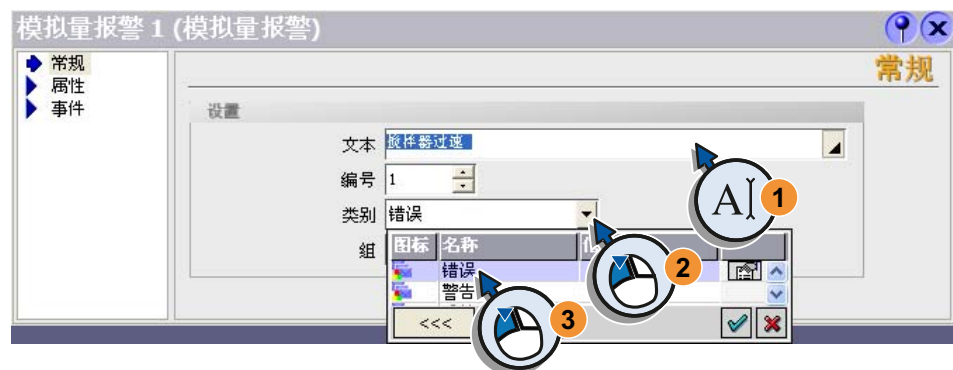 模拟量报警 1 (模拟量报警)
常规
属性
事件
常规
设置
文本 搅拌器过速
编号 1
类别 错误
组
图标 名称
错误
警告
<<<
A
1
2
3